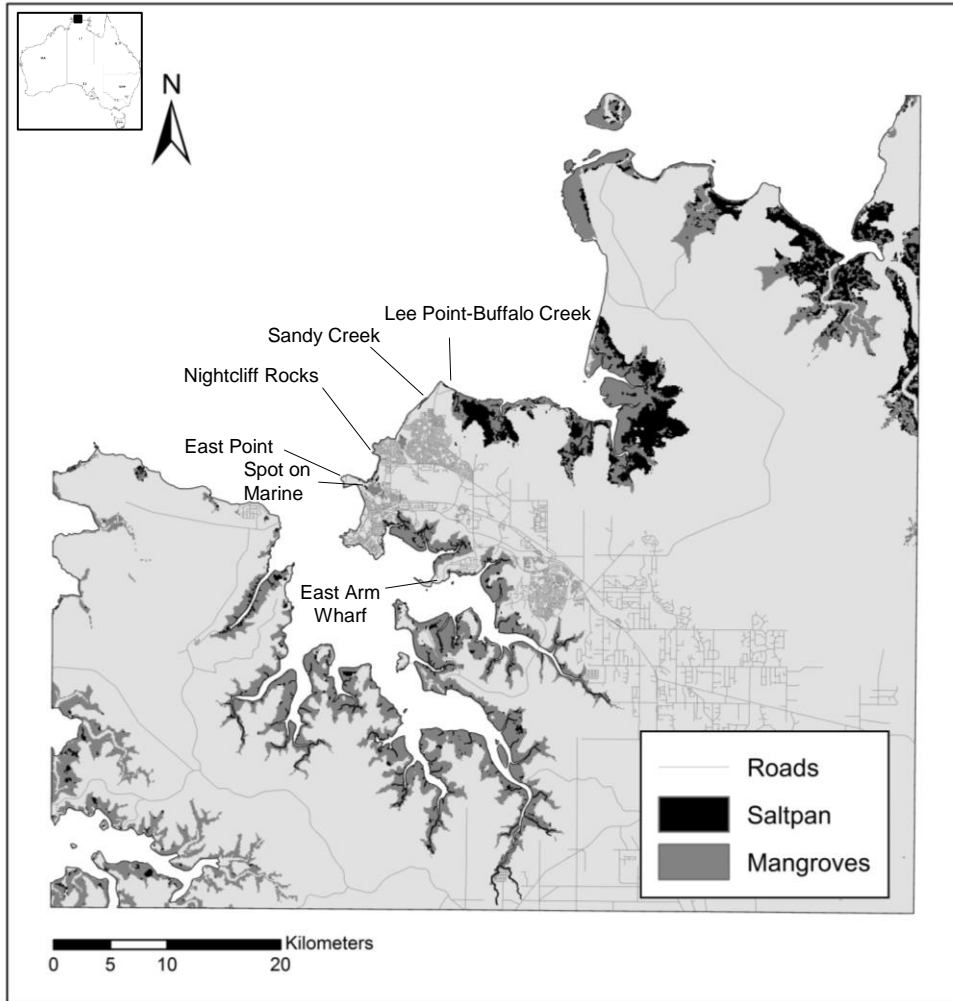 N
Lee Point-Buffalo Creek
Sandy Creek
Nightcliff Rocks
East Point
Spot on
Marine
East Arm
Wharf
Roads
Saltpan
Mangroves
Kilometers
0 5 10 20